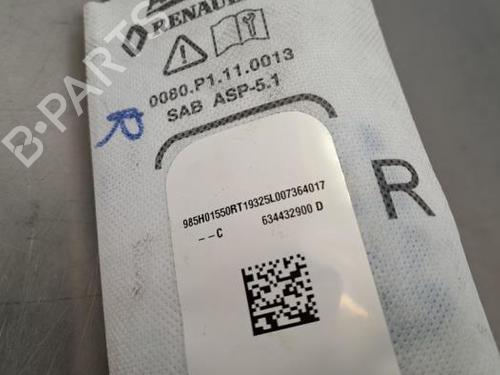 RENAULT
0080.P1.11.0013
SAB ASP-5.1
R
985H01550RT19325L007364017
--C 634432900 D
R
B-PARTS